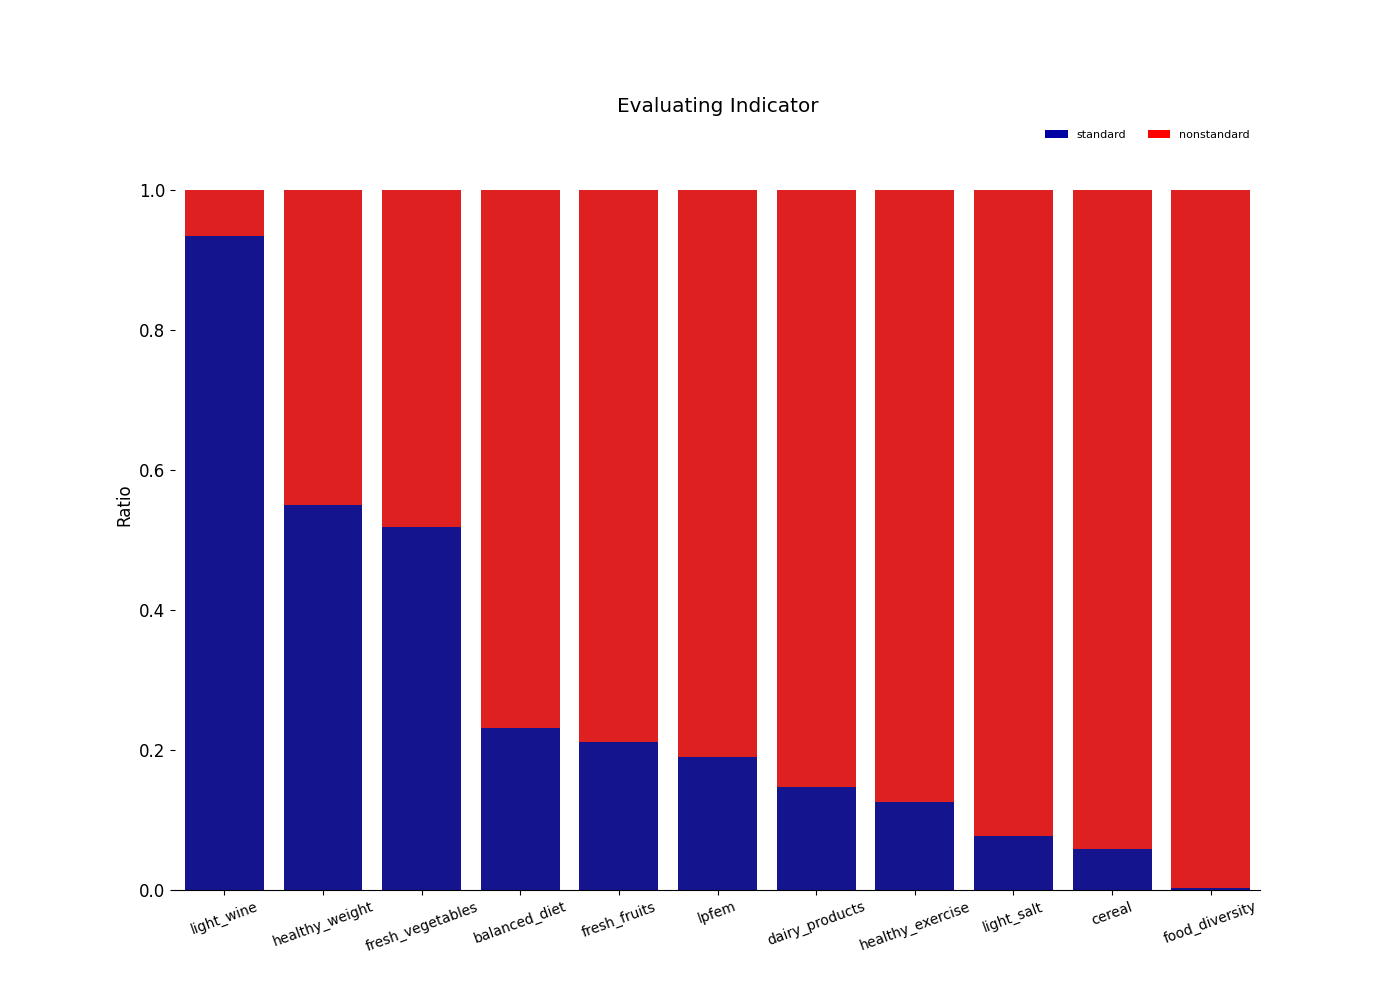 Evaluating Indicator
standard nonstandard
1.0
0.8
0.6
0.4
0.2
0.0
Ratio
light_wine healthy_weight fresh_vegetables balanced_diet fresh_fruits lpfem dairy_products healthy_exercise light_salt cereal food_diversity